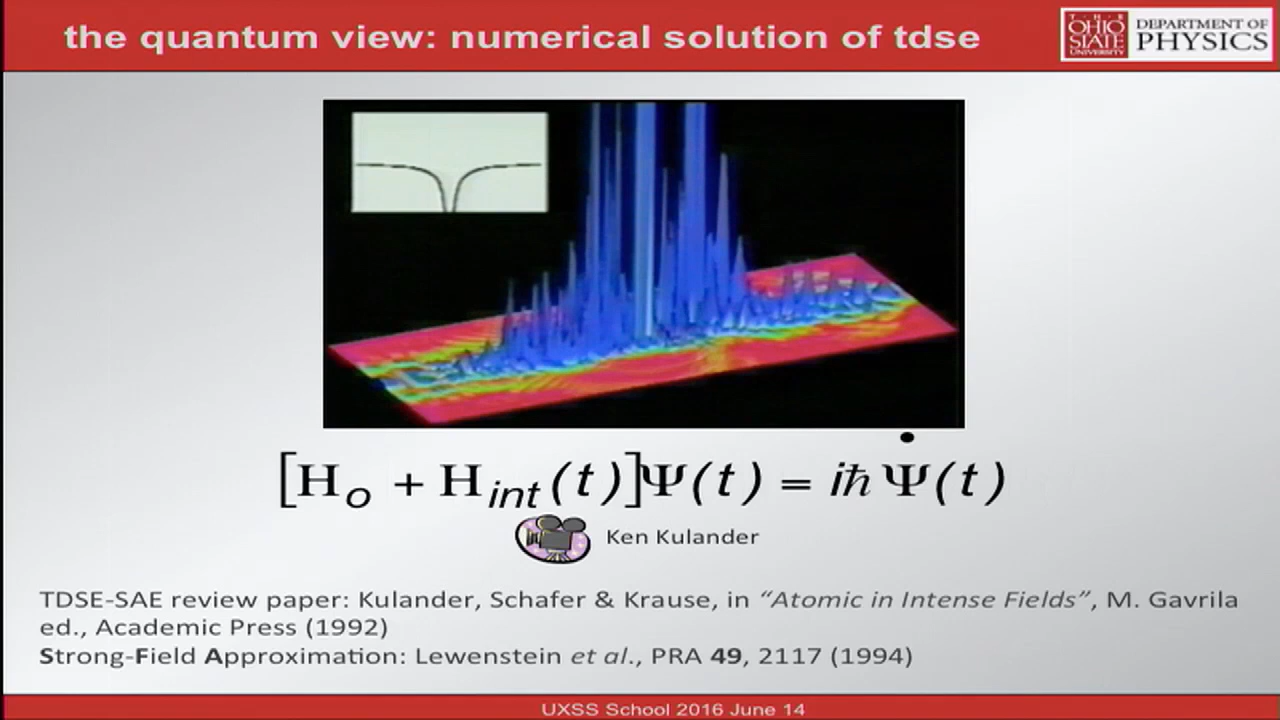 the quantum view: numerical solution of tdse
T·H·E
OHIO
STATE
UNIVERSITY
DEPARTMENT OF
PHYSICS
[H_o + H_int(t)]Ψ(t) = iħ Ψ̇(t)
Ken Kulander
TDSE-SAE review paper: Kulander, Schafer & Krause, in “Atomic in Intense Fields”, M. Gavrila
ed., Academic Press (1992)
Strong-Field Approximation: Lewenstein et al., PRA 49, 2117 (1994)
UXSS School 2016 June 14